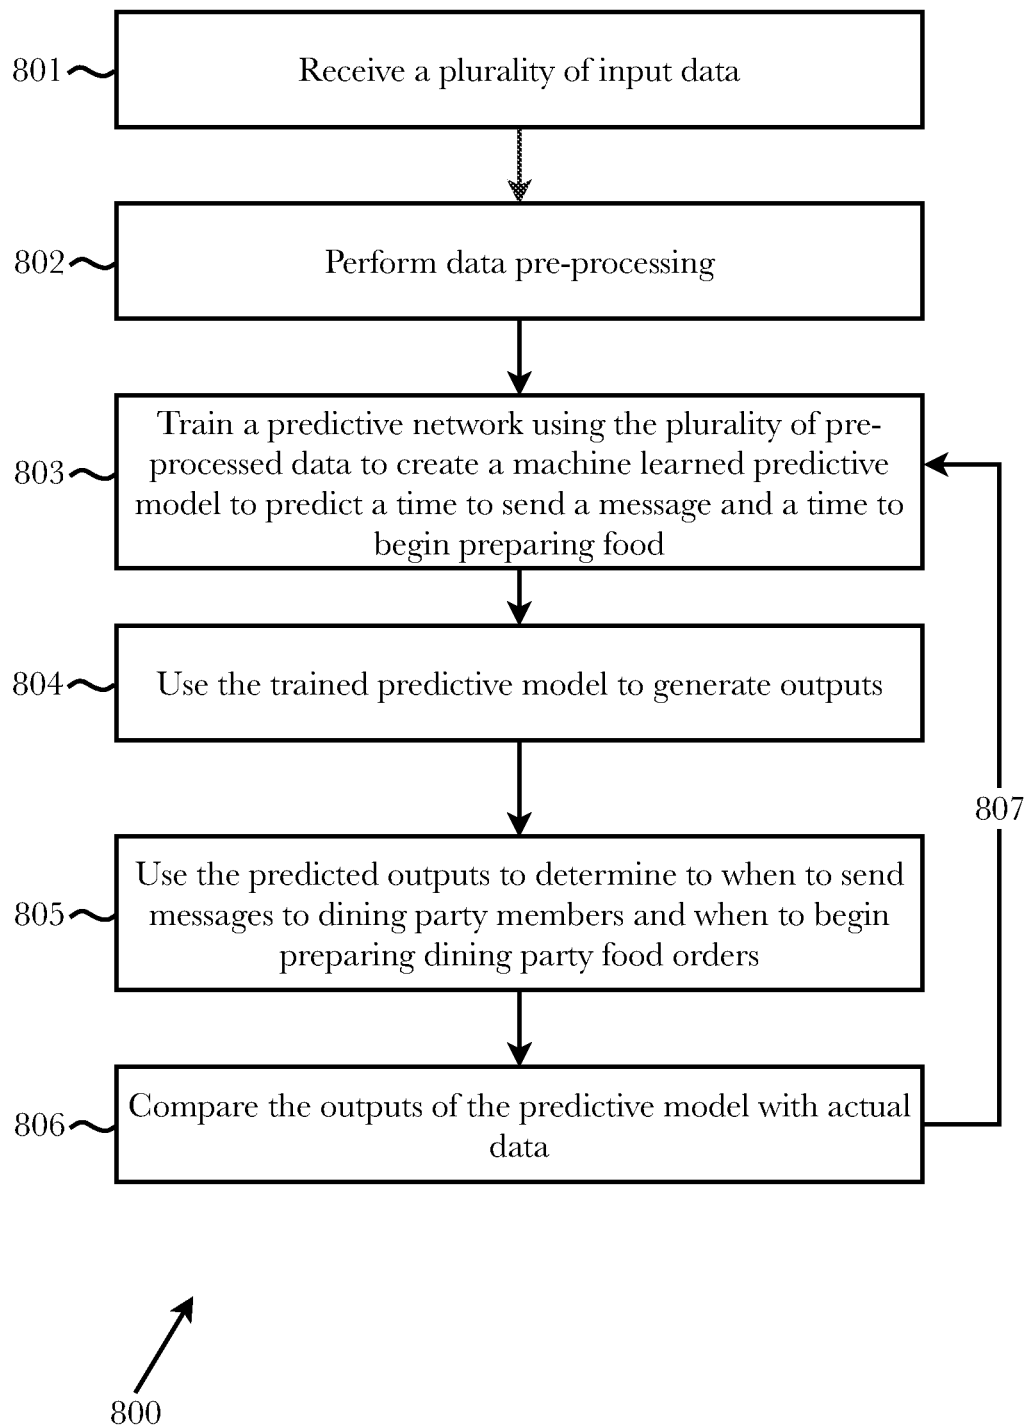 801
Receive a plurality of input data
802
Perform data pre-processing
803
Train a predictive network using the plurality of pre-
processed data to create a machine learned predictive
model to predict a time to send a message and a time to
begin preparing food
804
Use the trained predictive model to generate outputs
807
805
Use the predicted outputs to determine to when to send
messages to dining party members and when to begin
preparing dining party food orders
806
Compare the outputs of the predictive model with actual
data
800